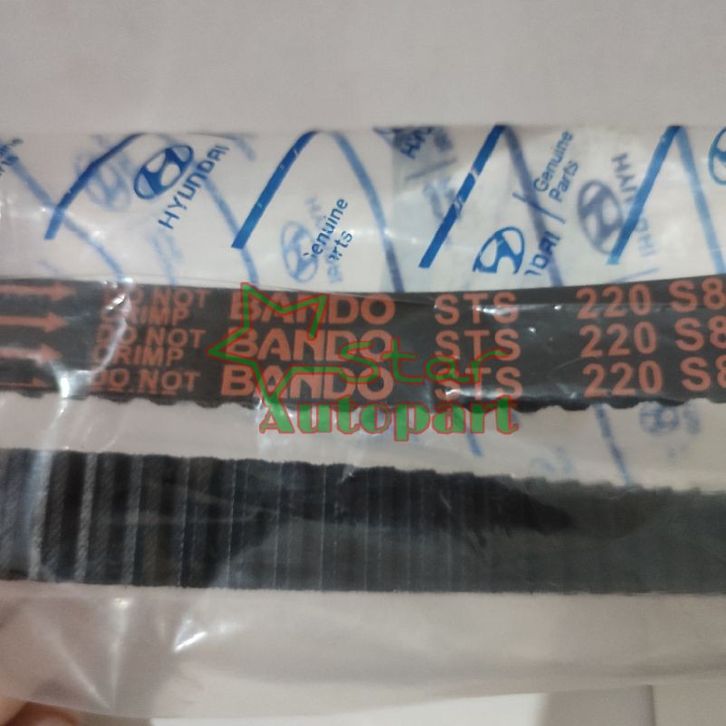 HYUNDAI
Genuine
Parts
Genuine
Parts
HYUNDAI
DO NOT BANDO STS 220 S8
CRIMP
DO NOT BANDO STS 220 S8
CRIMP
DO NOT BANDO STS 220 S8
Star
Autopart